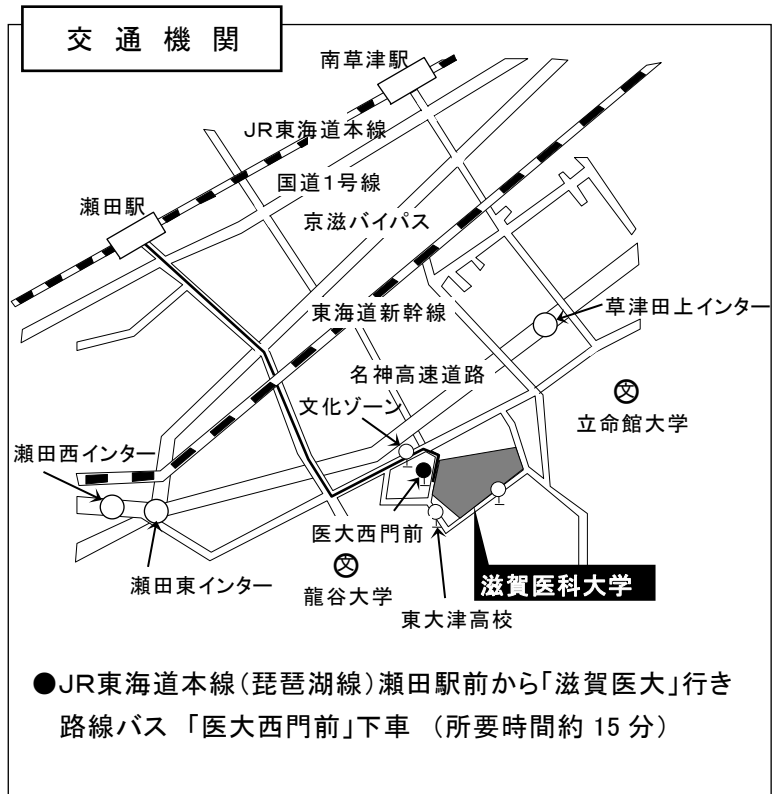 交通機関
南草津駅
JR東海道本線
国道1号線
瀬田駅
京滋バイパス
東海道新幹線
草津田上インター
名神高速道路
文化ゾーン
文
立命館大学
瀬田西インター
医大西門前
文
瀬田東インター
龍谷大学
滋賀医科大学
東大津高校
●JR東海道本線(琵琶湖線)瀬田駅前から「滋賀医大」行き
路線バス 「医大西門前」下車 (所要時間約 15 分)